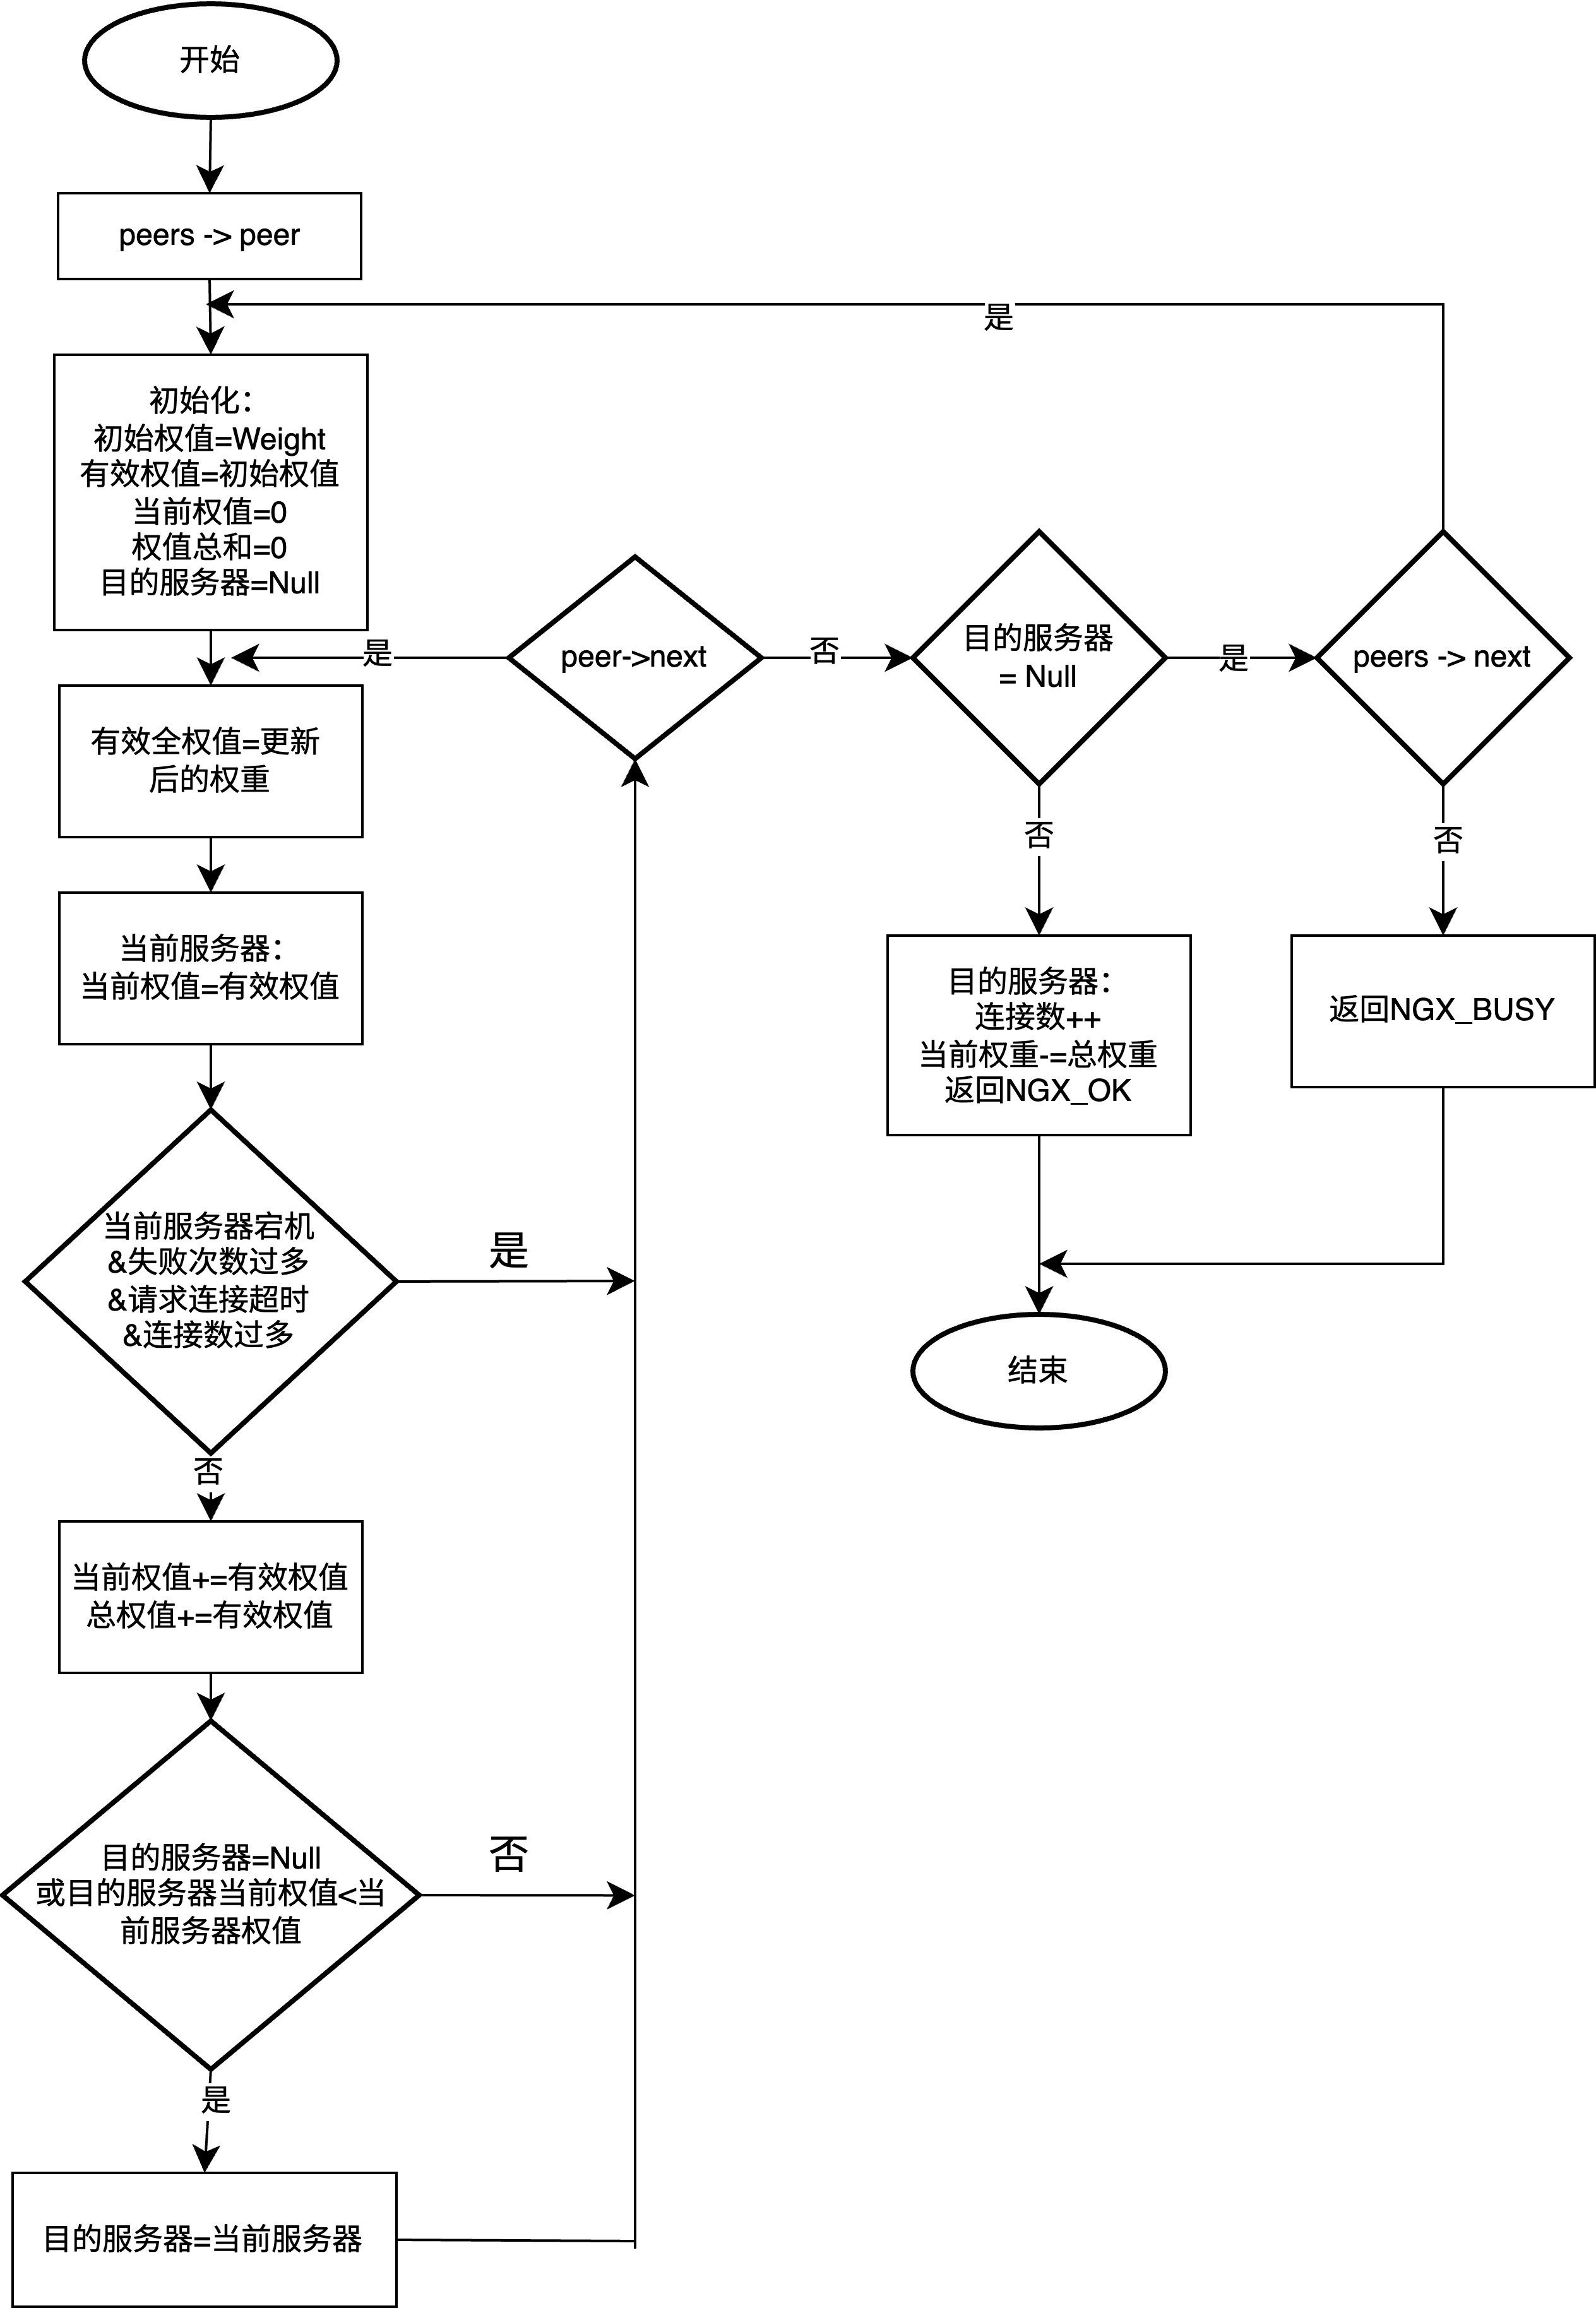 开始
peers -> peer
是
初始化：
初始权值=Weight
有效权值=初始权值
当前权值=0
权值总和=0
目的服务器=Null
是
peer->next
否
目的服务器
= Null
是
peers -> next
有效全权值=更新
后的权重
否
否
当前服务器：
当前权值=有效权值
目的服务器：
连接数++
当前权重-=总权重
返回NGX_OK
返回NGX_BUSY
当前服务器宕机
&失败次数过多
&请求连接超时
&连接数过多
是
结束
否
当前权值+=有效权值
总权值+=有效权值
目的服务器=Null
或目的服务器当前权值<当
前服务器权值
否
是
目的服务器=当前服务器